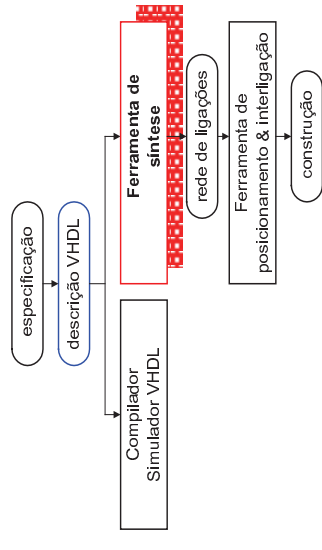 especificação
descrição VHDL
Compilador
Simulador VHDL
Ferramenta de
síntese
rede de ligações
Ferramenta de
posicionamento & interligação
construção